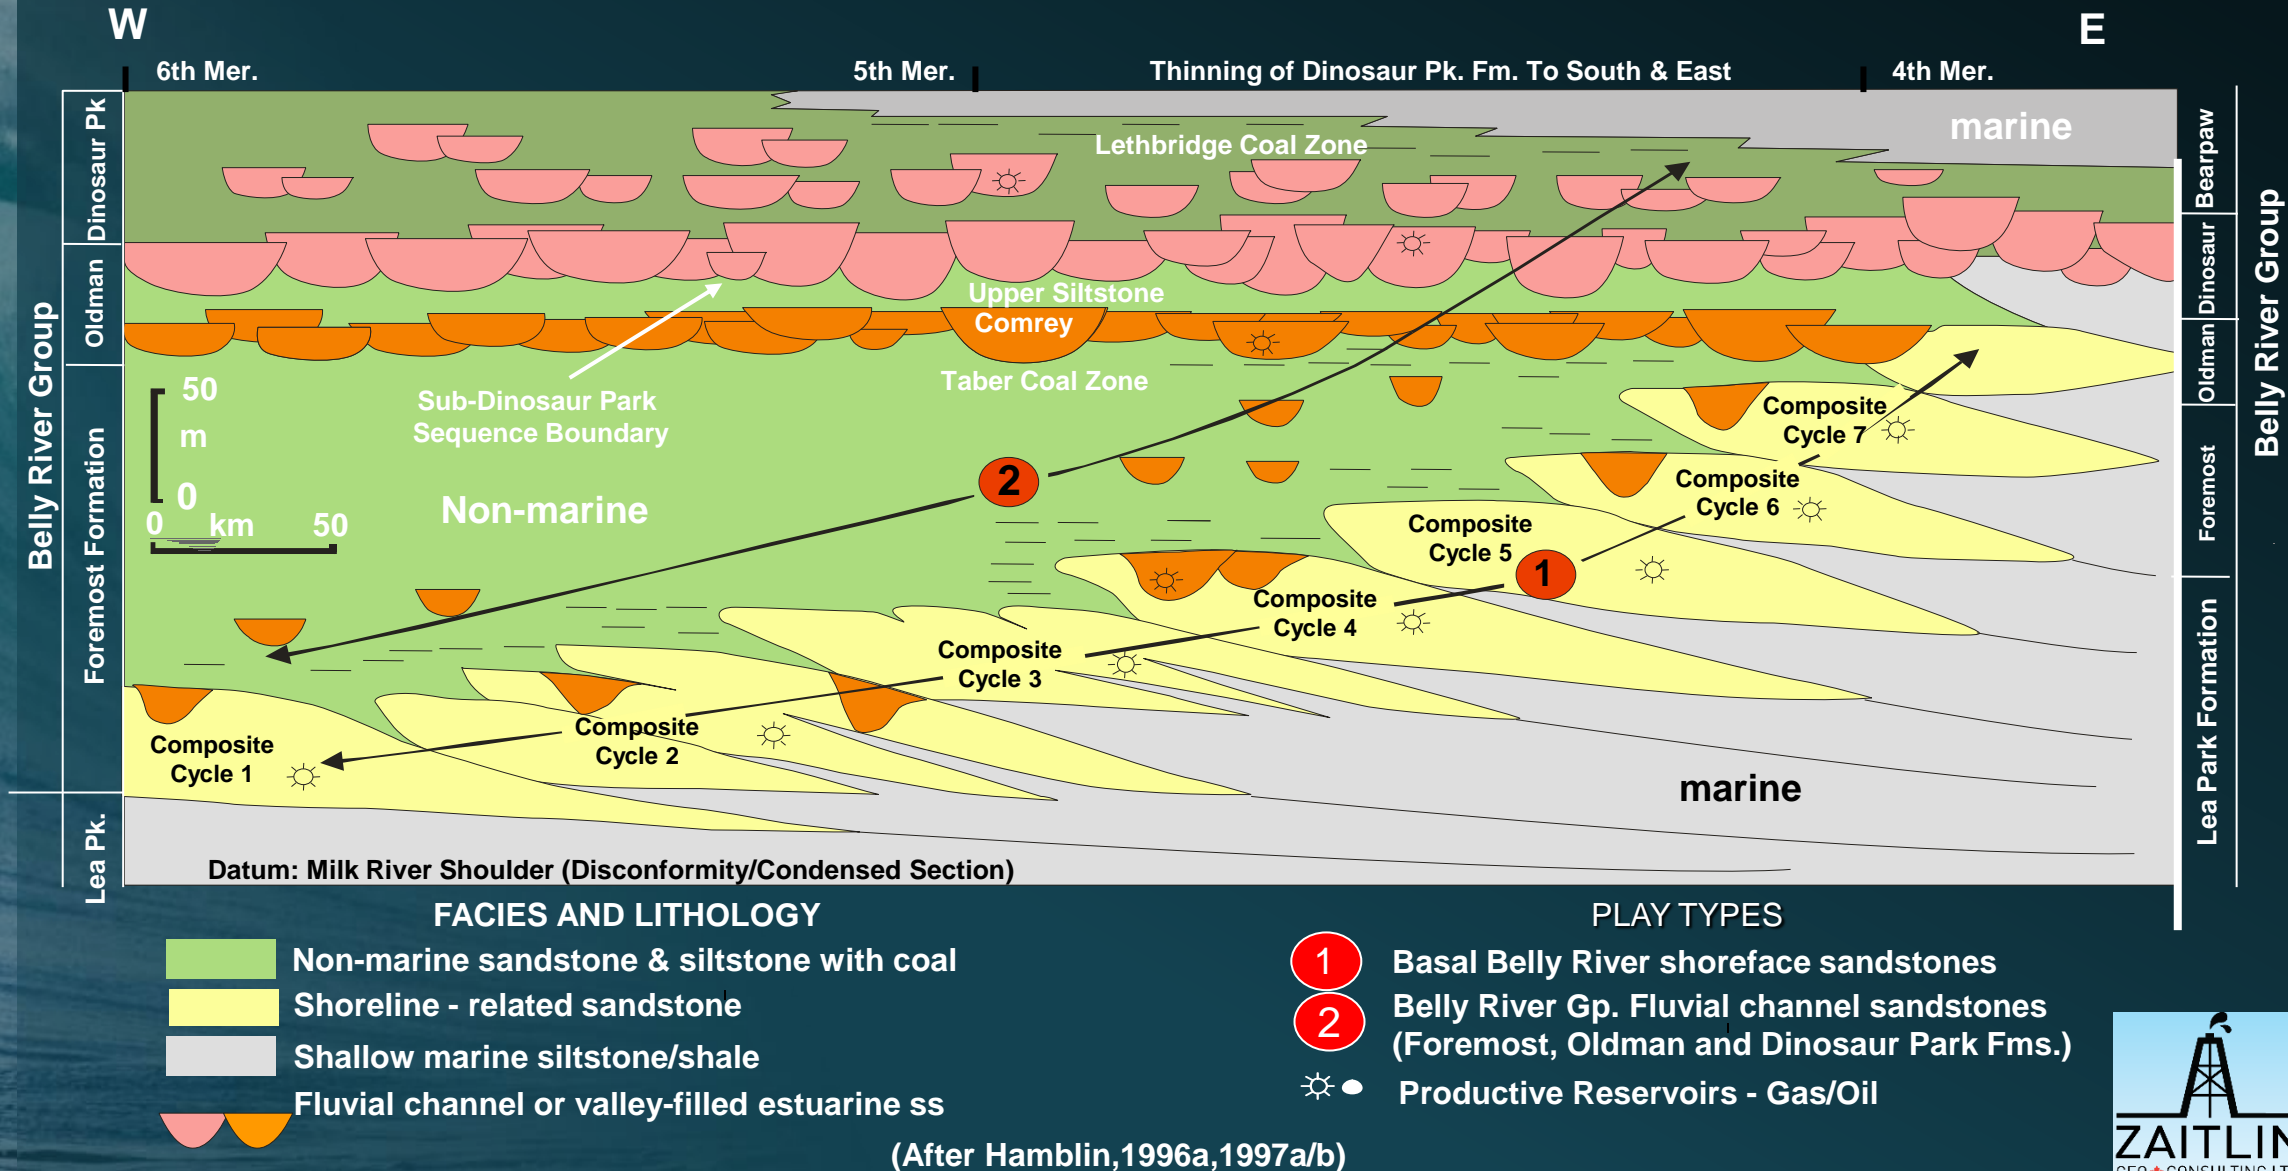 W
E
6th Mer.
5th Mer.
Thinning of Dinosaur Pk. Fm. To South & East
4th Mer.
marine
Lethbridge Coal Zone
Belly River Group
Dinosaur Pk
Oldman
Foremost Formation
Lea Pk.
Upper Siltstone
Comrey
Taber Coal Zone
Sub-Dinosaur Park
Sequence Boundary
50
m
0
0 km 50
Non-marine
2
Composite
Cycle 7
Composite
Cycle 6
Composite
Cycle 5
1
Composite
Cycle 4
Composite
Cycle 3
Composite
Cycle 2
Composite
Cycle 1
marine
Datum: Milk River Shoulder (Disconformity/Condensed Section)
Bearpaw
Dinosaur
Oldman
Foremost
Lea Park Formation
Belly River Group
FACIES AND LITHOLOGY
Non-marine sandstone & siltstone with coal
Shoreline - related sandstone
Shallow marine siltstone/shale
Fluvial channel or valley-filled estuarine ss
PLAY TYPES
1 Basal Belly River shoreface sandstones
2 Belly River Gp. Fluvial channel sandstones
(Foremost, Oldman and Dinosaur Park Fms.)
Productive Reservoirs - Gas/Oil
(After Hamblin,1996a,1997a/b)
ZAITLIN